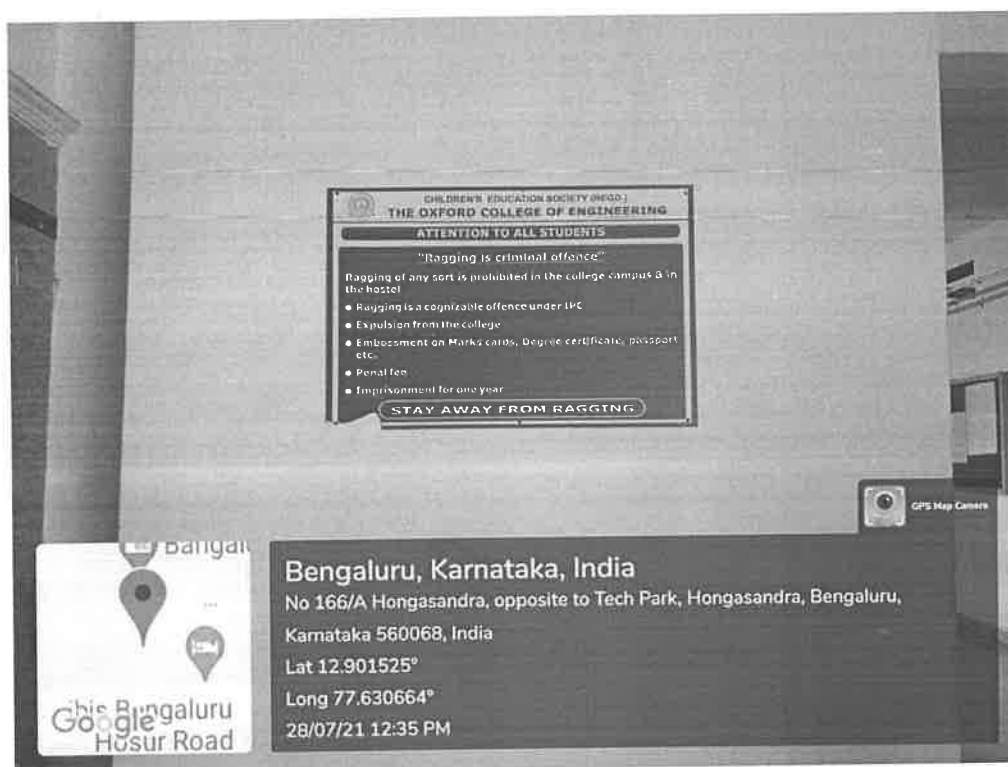 CHILDREN'S EDUCATION SOCIETY (REGD.)
THE OXFORD COLLEGE OF ENGINEERING
ATTENTION TO ALL STUDENTS
"Ragging is criminal offence"
Ragging of any sort is prohibited in the college campus & in
the hostel
• Ragging is a cognizable offence under IPC
• Expulsion from the college
• Embossment on Marks cards, Degree certificate, passport
etc.
• Penal fee
• Imprisonment for one year
STAY AWAY FROM RAGGING
GPS Map Camera
Bengaluru, Karnataka, India
No 166/A Hongasandra, opposite to Tech Park, Hongasandra, Bengaluru,
Karnataka 560068, India
Lat 12.901525°
Long 77.630664°
28/07/21 12:35 PM
Bangal
Bengaluru
Google
Hosur Road